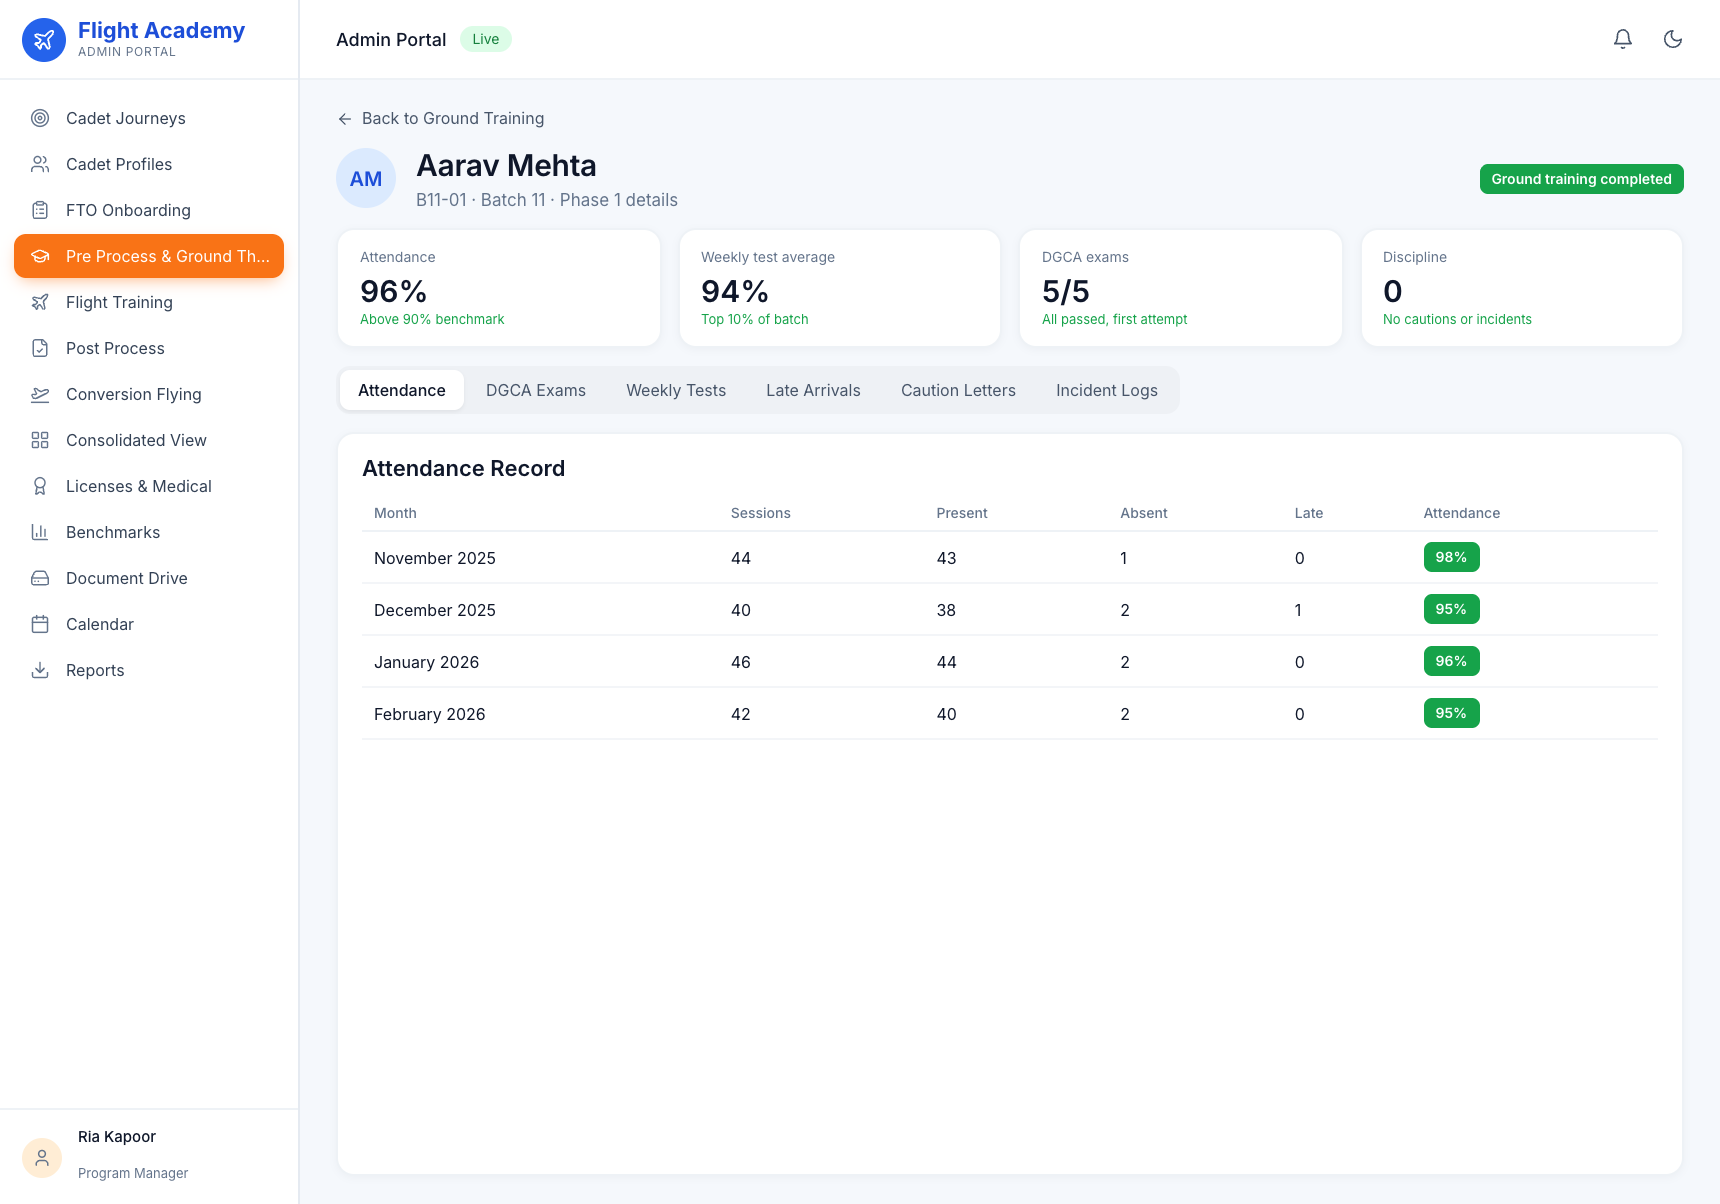 Flight Academy
ADMIN PORTAL
Admin Portal
Live
Cadet Journeys
Cadet Profiles
FTO Onboarding
Pre Process & Ground Th...
Flight Training
Post Process
Conversion Flying
Consolidated View
Licenses & Medical
Benchmarks
Document Drive
Calendar
Reports
Ria Kapoor
Program Manager
Back to Ground Training
AM
Aarav Mehta
B11-01 · Batch 11 · Phase 1 details
Ground training completed
Attendance
96%
Above 90% benchmark
Weekly test average
94%
Top 10% of batch
DGCA exams
5/5
All passed, first attempt
Discipline
0
No cautions or incidents
Attendance DGCA Exams Weekly Tests Late Arrivals Caution Letters Incident Logs
Attendance Record
Month Sessions Present Absent Late Attendance
November 2025 44 43 1 0 98%
December 2025 40 38 2 1 95%
January 2026 46 44 2 0 96%
February 2026 42 40 2 0 95%